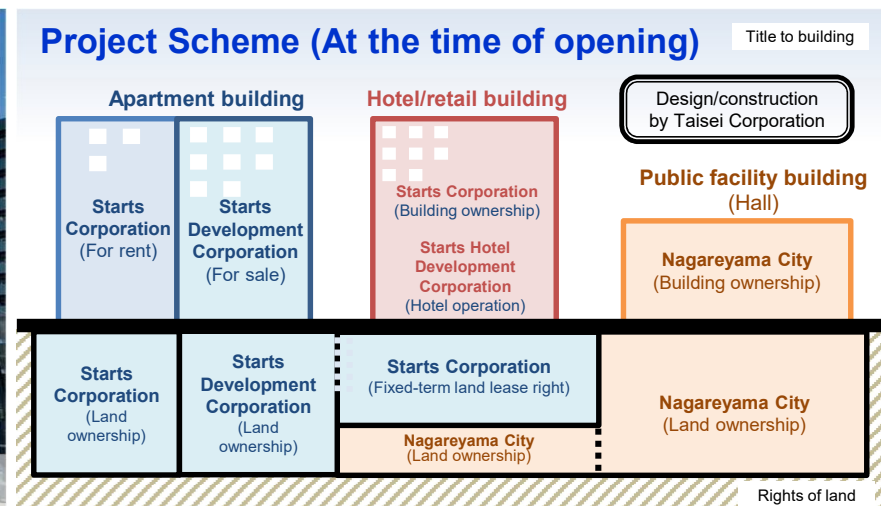 Project Scheme (At the time of opening)
Title to building
Apartment building
Hotel/retail building
Design/construction
by Taisei Corporation
Public facility building
(Hall)
Starts
Corporation
(For rent)
Starts
Development
Corporation
(For sale)
Starts Corporation
(Building ownership)
Starts Hotel
Development
Corporation
(Hotel operation)
Nagareyama City
(Building ownership)
Starts
Corporation
(Land
ownership)
Starts
Development
Corporation
(Land
ownership)
Starts Corporation
(Fixed-term land lease right)
Nagareyama City
(Land ownership)
Nagareyama City
(Land ownership)
Rights of land